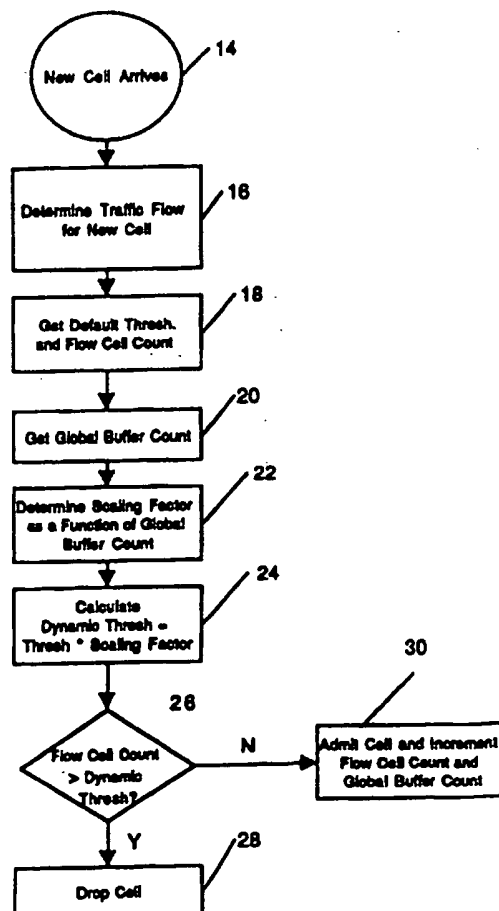 New Cell Arrives
14
Determine Traffic Flow
for New Cell
16
Get Default Thresh.
and Flow Cell Count
18
Get Global Buffer Count
20
Determine Scaling Factor
as a Function of Global
Buffer Count
22
Calculate
Dynamic Thresh =
Thresh * Scaling Factor
24
Flow Cell Count
> Dynamic
Thresh?
26
N
Admit Cell and Increment
Flow Cell Count and
Global Buffer Count
30
Y
Drop Cell
28